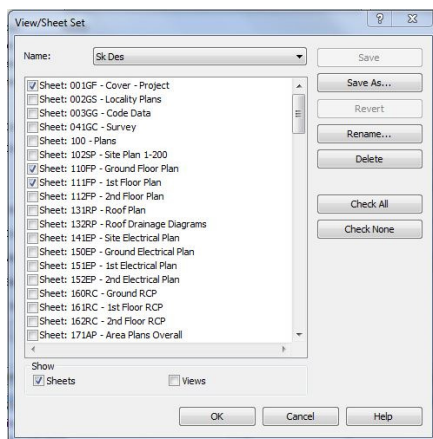 View/Sheet Set
Name: Sk Des Save
Save As...
Revert
Rename...
Delete
Check All
Check None
Sheet: 001GF - Cover - Project
Sheet: 002GS - Locality Plans
Sheet: 003GG - Code Data
Sheet: 041GC - Survey
Sheet: 100 - Plans
Sheet: 102SP - Site Plan 1-200
Sheet: 110FP - Ground Floor Plan
Sheet: 111FP - 1st Floor Plan
Sheet: 112FP - 2nd Floor Plan
Sheet: 131RP - Roof Plan
Sheet: 132RP - Roof Drainage Diagrams
Sheet: 141EP - Site Electrical Plan
Sheet: 150EP - Ground Electrical Plan
Sheet: 151EP - 1st Electrical Plan
Sheet: 152EP - 2nd Electrical Plan
Sheet: 160RC - Ground RCP
Sheet: 161RC - 1st Floor RCP
Sheet: 162RC - 2nd Floor RCP
Sheet: 171AP - Area Plans Overall
Show
Sheets Views
OK Cancel Help